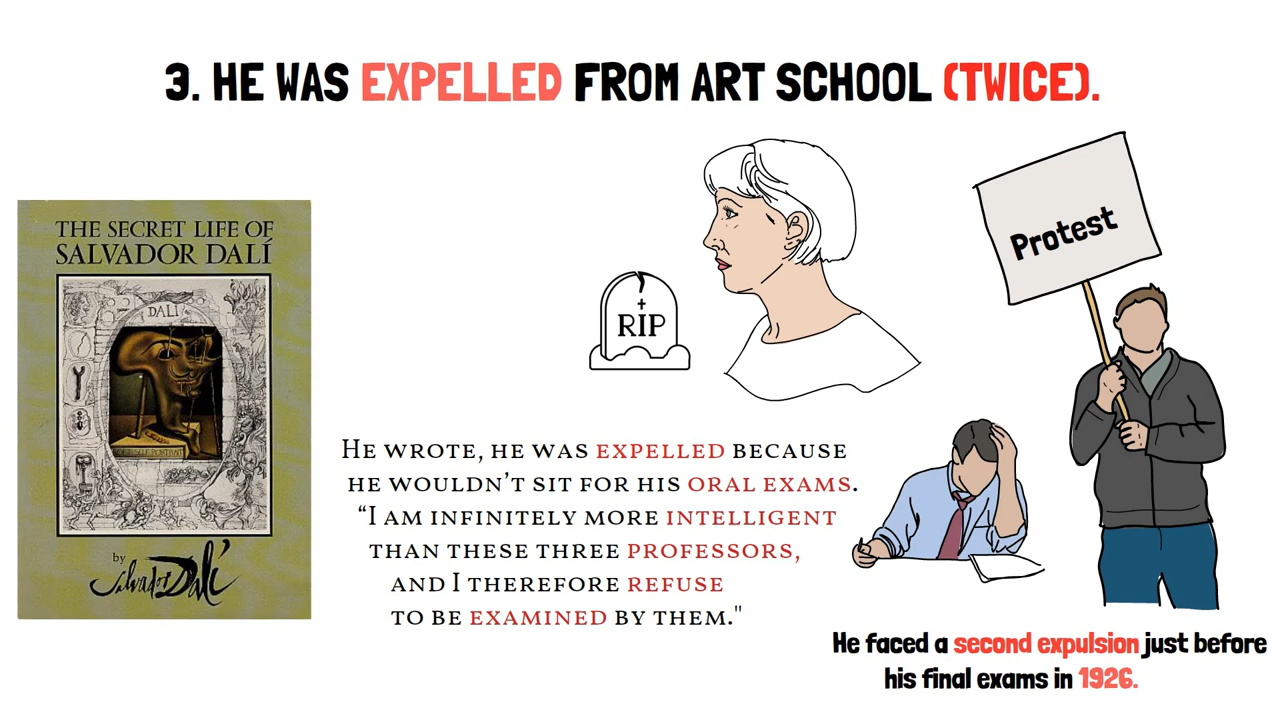 3. HE WAS EXPELLED FROM ART SCHOOL (TWICE).
THE SECRET LIFE OF
SALVADOR DALÍ
DALI
by
Salvador Dalí
RIP
Protest
HE WROTE, HE WAS EXPELLED BECAUSE
HE WOULDN'T SIT FOR HIS ORAL EXAMS.
“I AM INFINITELY MORE INTELLIGENT
THAN THESE THREE PROFESSORS,
AND I THEREFORE REFUSE
TO BE EXAMINED BY THEM."
He faced a second expulsion just before
his final exams in 1926.